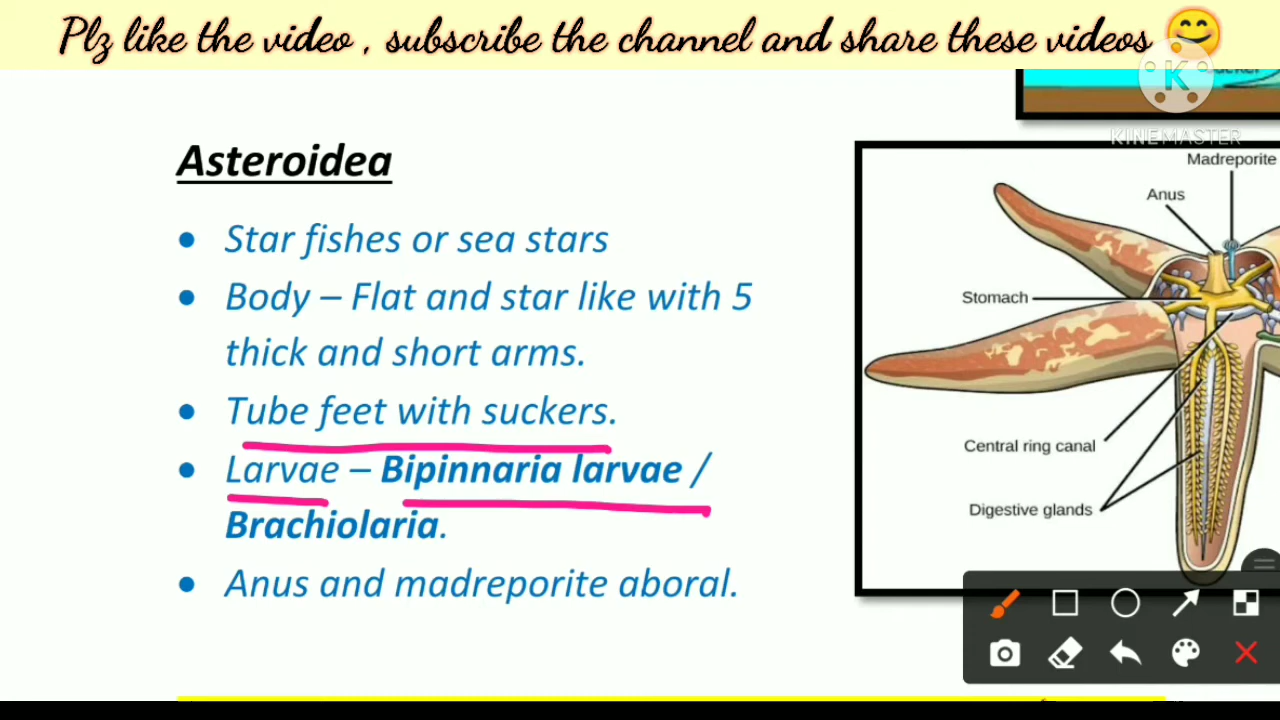 Plz like the video , subscribe the channel and share these videos
KINEMASTER
Asteroidea
• Star fishes or sea stars
• Body – Flat and star like with 5
thick and short arms.
• Tube feet with suckers.
• Larvae – Bipinnaria larvae /
Brachiolaria.
• Anus and madreporite aboral.
Madreporite
Anus
Stomach
Central ring canal
Digestive glands